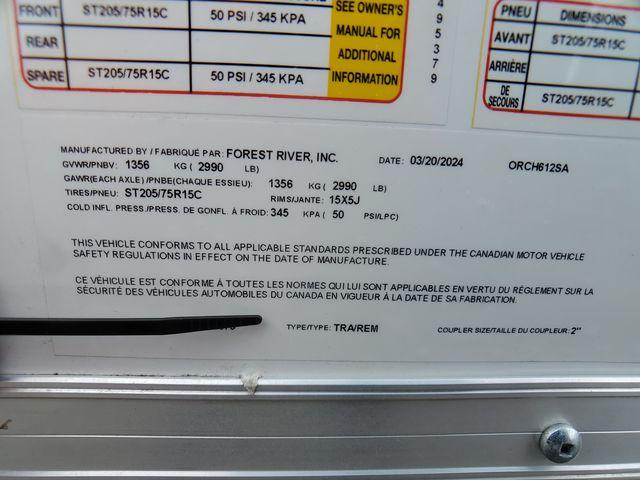 FRONT ST205/75R15C 50 PSI / 345 KPA
REAR
SPARE ST205/75R15C 50 PSI / 345 KPA
SEE OWNER'S
MANUAL FOR
ADDITIONAL
INFORMATION
4
9
5
3
7
9
PNEU DIMENSIONS
AVANT ST205/75R15C
ARRIÈRE
DE
SECOURS ST205/75R15C
MANUFACTURED BY / FABRIQUÉ PAR: FOREST RIVER, INC. DATE: 03/20/2024 ORCH612SA
GVWR/PNBV: 1356 KG ( 2990 LB)
GAWR(EACH AXLE) /PNBE(CHAQUE ESSIEU): 1356 KG ( 2990 LB)
TIRES/PNEU: ST205/75R15C RIMS/JANTE: 15X5J
COLD INFL. PRESS./PRESS. DE GONFL. À FROID: 345 KPA ( 50 PSI/LPC)
THIS VEHICLE CONFORMS TO ALL APPLICABLE STANDARDS PRESCRIBED UNDER THE CANADIAN MOTOR VEHICLE
SAFETY REGULATIONS IN EFFECT ON THE DATE OF MANUFACTURE.
CE VÉHICULE EST CONFORME À TOUTES LES NORMES QUI LUI SONT APPLICABLES EN VERTU DU RÉGLEMENT SUR LA
SÉCURITÉ DES VÉHICULES AUTOMOBILES DU CANADA EN VIGUEUR À LA DATE DE SA FABRICATION.
TYPE/TYPE: TRA/REM COUPLER SIZE/TAILLE DU COUPLEUR: 2"